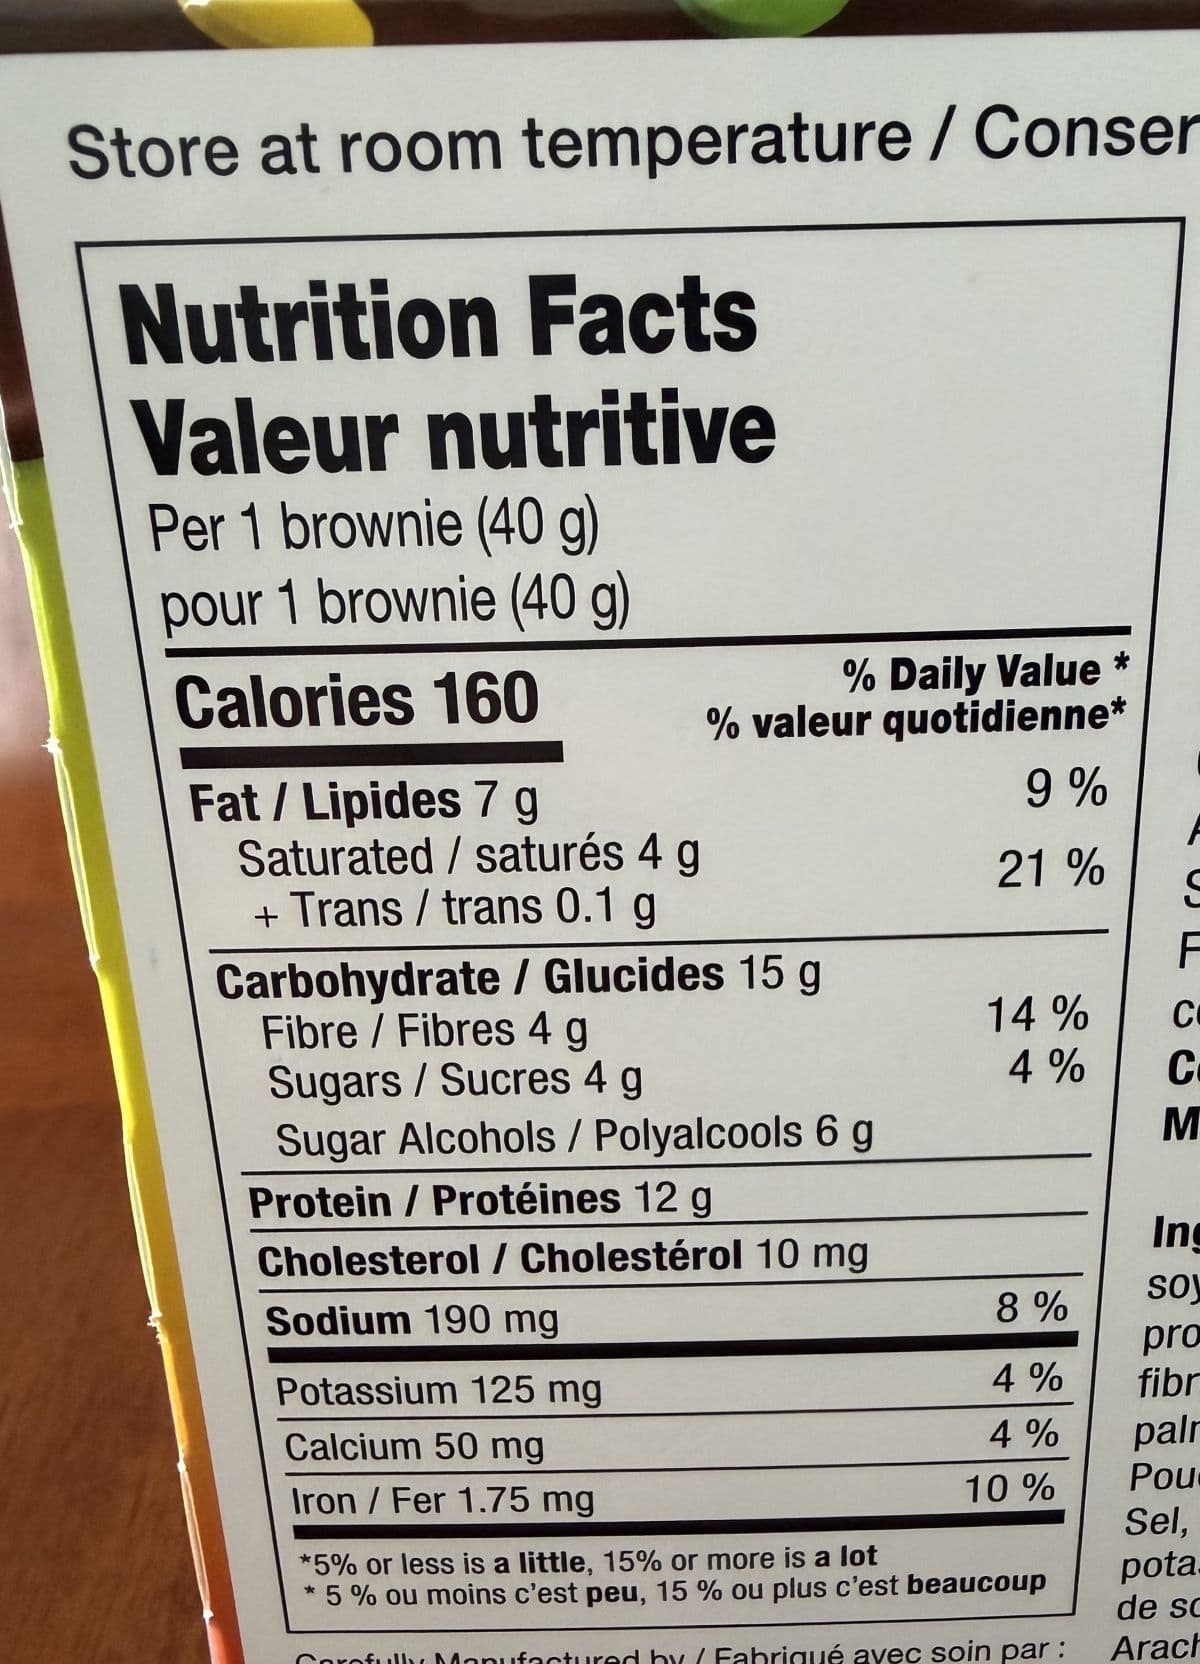 Store at room temperature /
Nutrition Facts
Valeur nutritive
Per 1 brownie (40 g)
pour 1 brownie (40 g)
Calories 160
% Daily Value *
% valeur quotidienne*
Fat / Lipides 7 g 9 %
Saturated / saturés 4 g 21 %
+ Trans / trans 0.1 g
Carbohydrate / Glucides 15 g
Fibre / Fibres 4 g 14 %
Sugars / Sucres 4 g 4 %
Sugar Alcohols / Polyalcools 6 g
Protein / Protéines 12 g
Cholesterol / Cholestérol 10 mg
Sodium 190 mg 8 %
Potassium 125 mg 4 %
Calcium 50 mg 4 %
Iron / Fer 1.75 mg 10 %
*5% or less is a little, 15% or more is a lot
* 5 % ou moins c'est peu, 15 % ou plus c'est beaucoup
Carefully Manufactured by / Fabriqué avec soin par :
Sel,